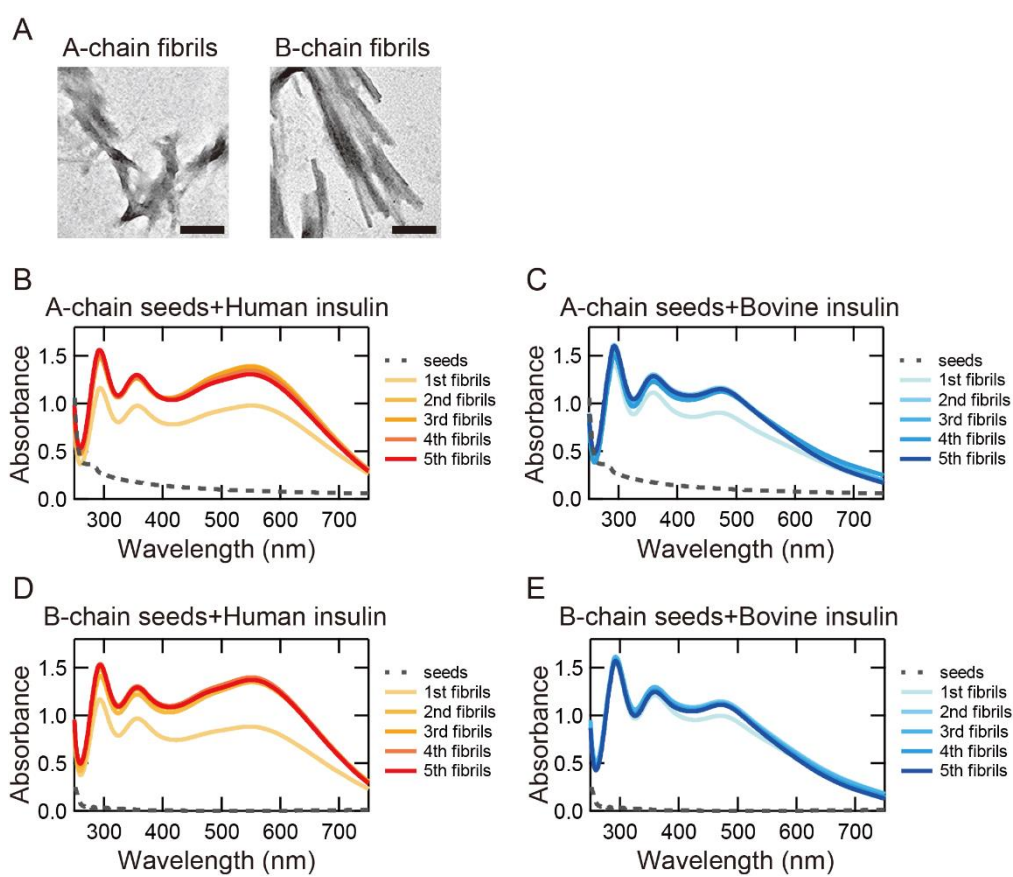 A
A-chain fibrils
B-chain fibrils
B
A-chain seeds+Human insulin
Absorbance
1.5
1.0
0.5
0.0
300 400 500 600 700
Wavelength (nm)
seeds
1st fibrils
2nd fibrils
3rd fibrils
4th fibrils
5th fibrils
C
A-chain seeds+Bovine insulin
Absorbance
1.5
1.0
0.5
0.0
300 400 500 600 700
Wavelength (nm)
seeds
1st fibrils
2nd fibrils
3rd fibrils
4th fibrils
5th fibrils
D
B-chain seeds+Human insulin
Absorbance
1.5
1.0
0.5
0.0
300 400 500 600 700
Wavelength (nm)
seeds
1st fibrils
2nd fibrils
3rd fibrils
4th fibrils
5th fibrils
E
B-chain seeds+Bovine insulin
Absorbance
1.5
1.0
0.5
0.0
300 400 500 600 700
Wavelength (nm)
seeds
1st fibrils
2nd fibrils
3rd fibrils
4th fibrils
5th fibrils